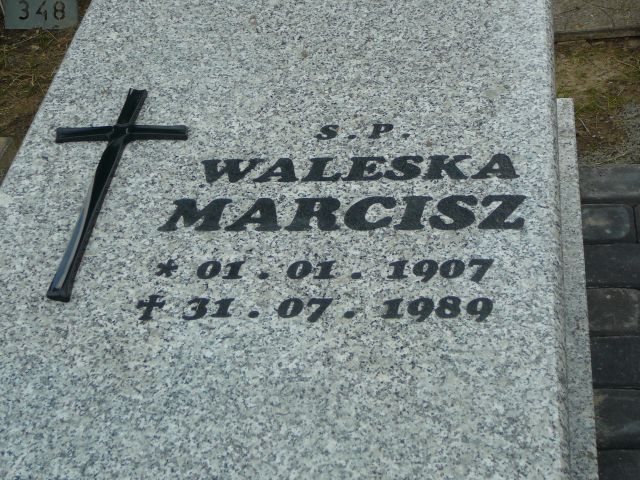 348
S.P.
WALESKA
MARCISZ
* 01.01.1907
✝ 31.07.1989